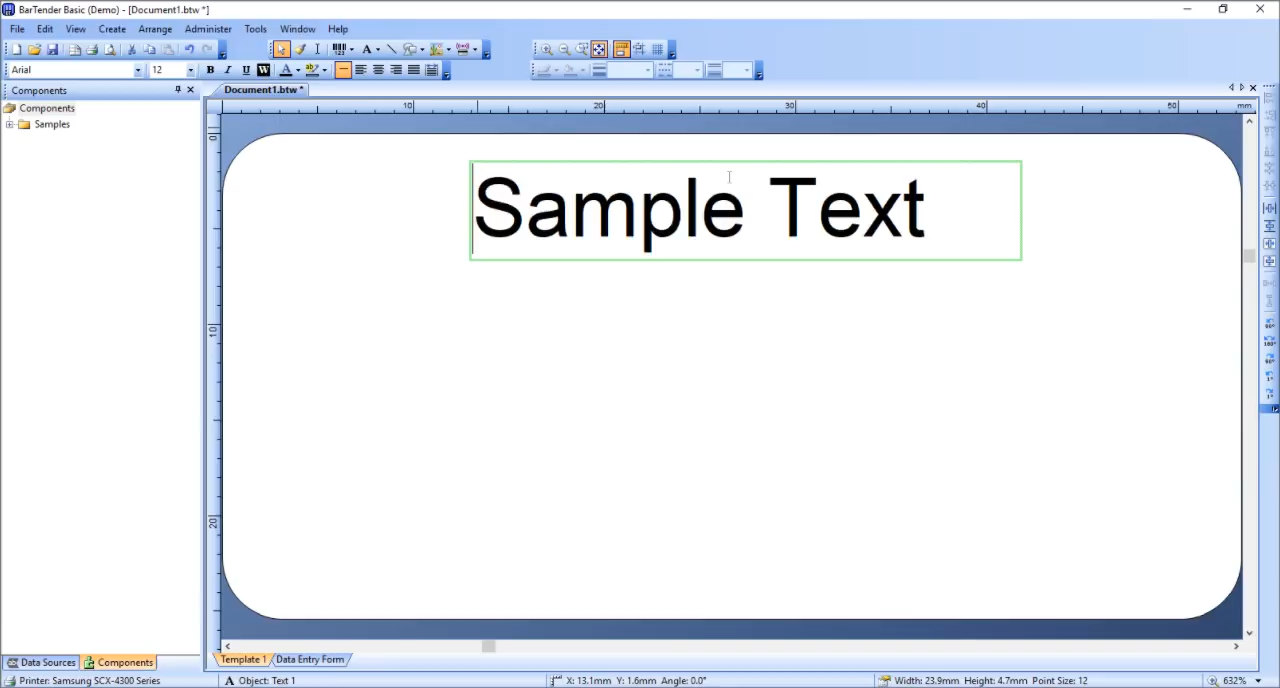 BarTender Basic (Demo) - [Document1.btw *]
File Edit View Create Arrange Administer Tools Window Help
Arial 12 B I U W A
Components
Document1.btw *
10 20 30 40 50 mm
Components
Samples
0
10
20
Sample Text
Data Sources Components
Template 1 Data Entry Form
Printer: Samsung SCX-4300 Series A Object: Text 1 X: 13.1mm Y: 1.6mm Angle: 0.0° Width: 23.9mm Height: 4.7mm Point Size: 12 632%